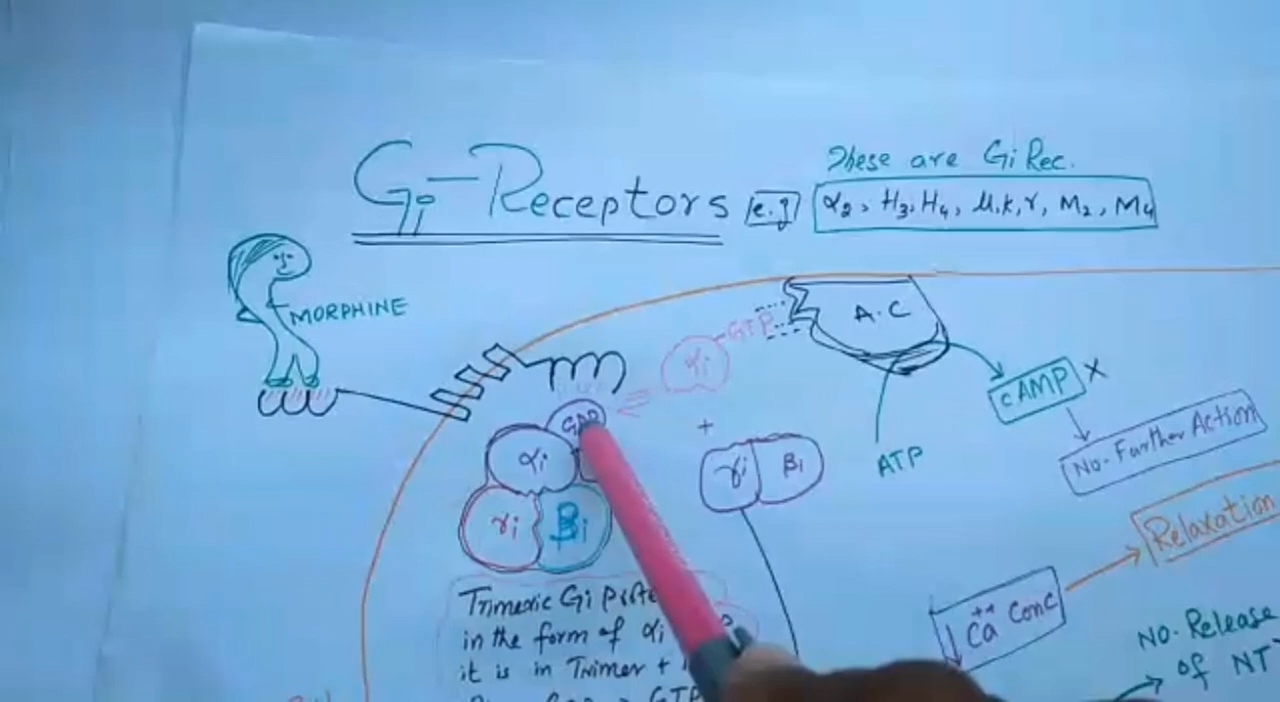 These are Gi Rec.
Gi-Receptors e.g α2, H3, H4, μ, k, r, M2, M4
MORPHINE
A.C
GTP
αi
cAMP X
GDP
+
αi
γi
βi
ATP
No-Further Action
γi
Bi
Relaxation
Trimeric Gi
in the form of αi
it is in Trimer +
GTP
↓ Ca++ Conc
NO. Release
of NT